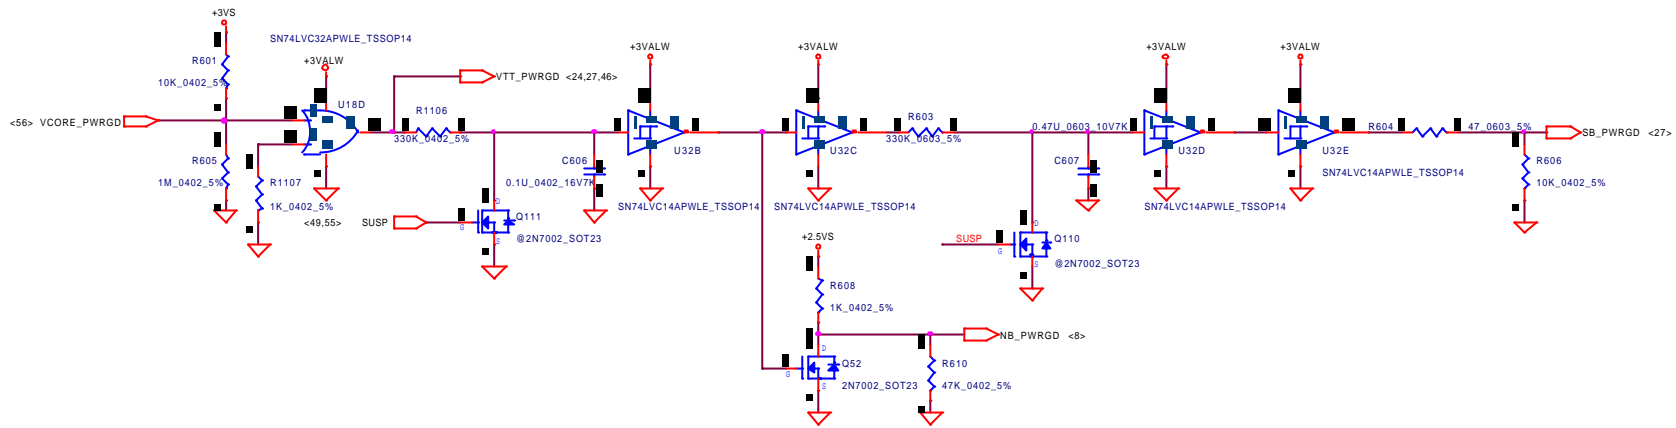 +3VS
SN74LVC32APWLE_TSSOP14
R601
10K_0402_5%
+3VALW
U18D
VTT_PWRGD <24,27,46>
+3VALW
+3VALW
+3VALW
+3VALW
<56> VCORE_PWRGD
R1106
330K_0402_5%
U32B
U32C
R603
330K_0603_5%
0.47U_0603_10V7K
U32D
U32E
R604
47_0603_5%
SB_PWRGD <27>
R605
1M_0402_5%
R1107
1K_0402_5%
C606
0.1U_0402_16V7K
C607
SN74LVC14APWLE_TSSOP14
SN74LVC14APWLE_TSSOP14
SN74LVC14APWLE_TSSOP14
SN74LVC14APWLE_TSSOP14
R606
10K_0402_5%
<49,55>
SUSP
D
G
S
Q111
@2N7002_SOT23
SUSP
D
G
S
Q110
@2N7002_SOT23
+2.5VS
R608
1K_0402_5%
NB_PWRGD <8>
D
G
S
Q52
2N7002_SOT23
R610
47K_0402_5%